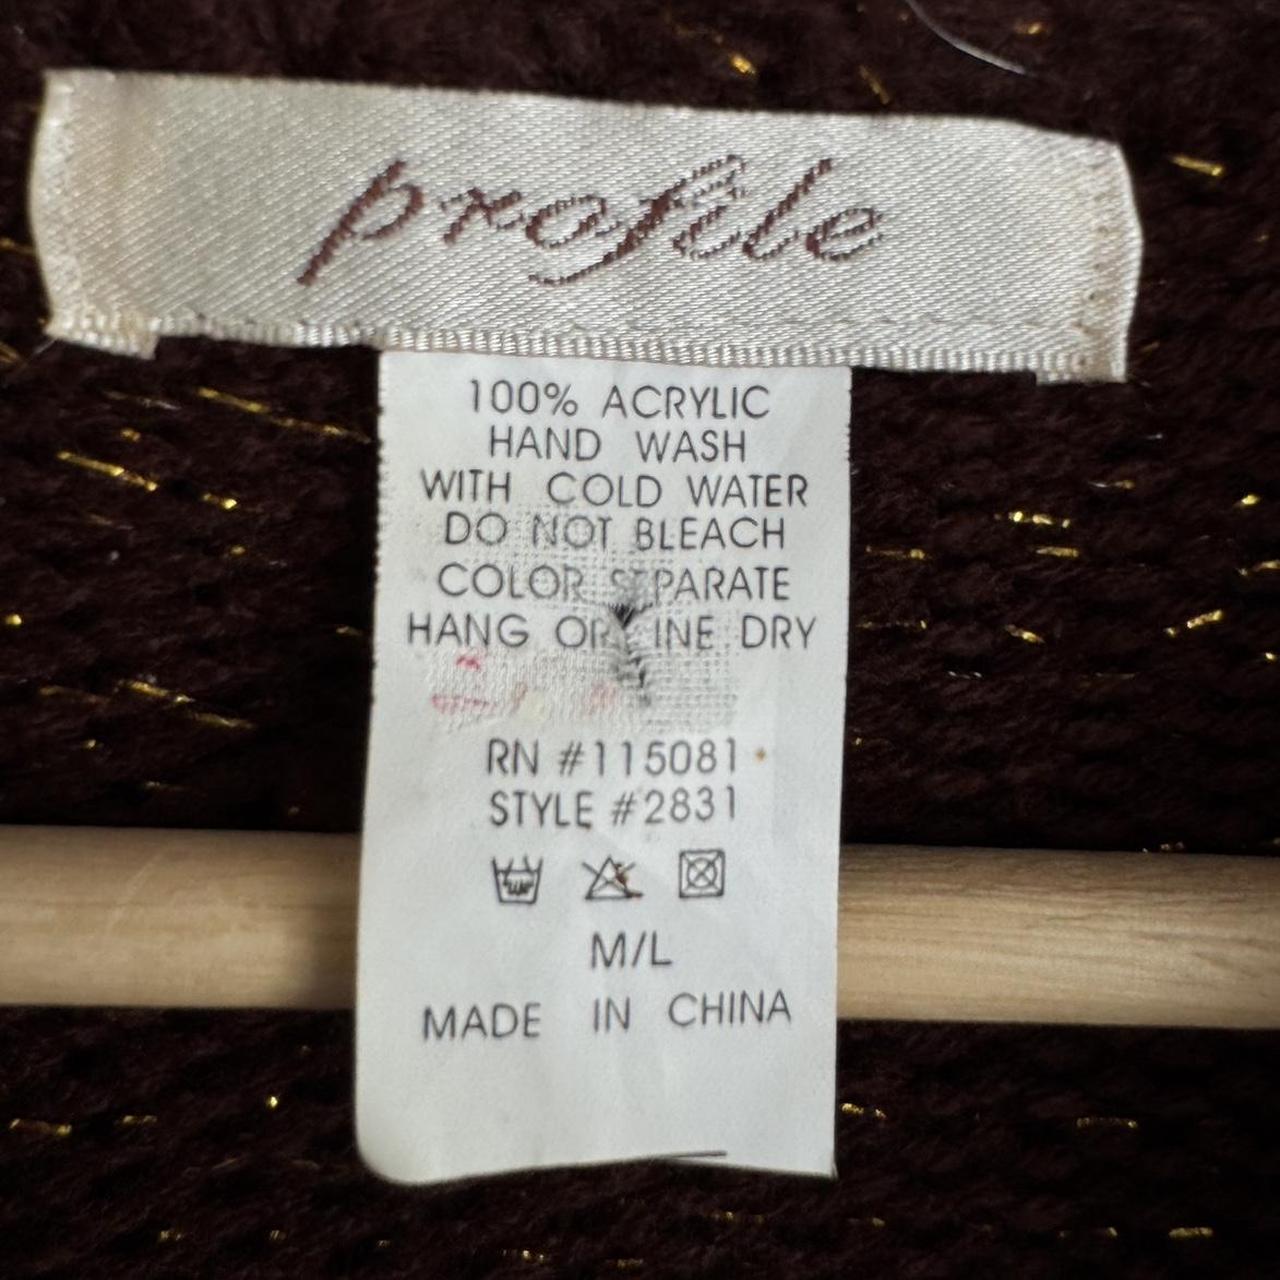 profile
100% ACRYLIC
HAND WASH
WITH COLD WATER
DO NOT BLEACH
COLOR SEPARATE
HANG OR LINE DRY
RN #115081
STYLE #2831
M/L
MADE IN CHINA